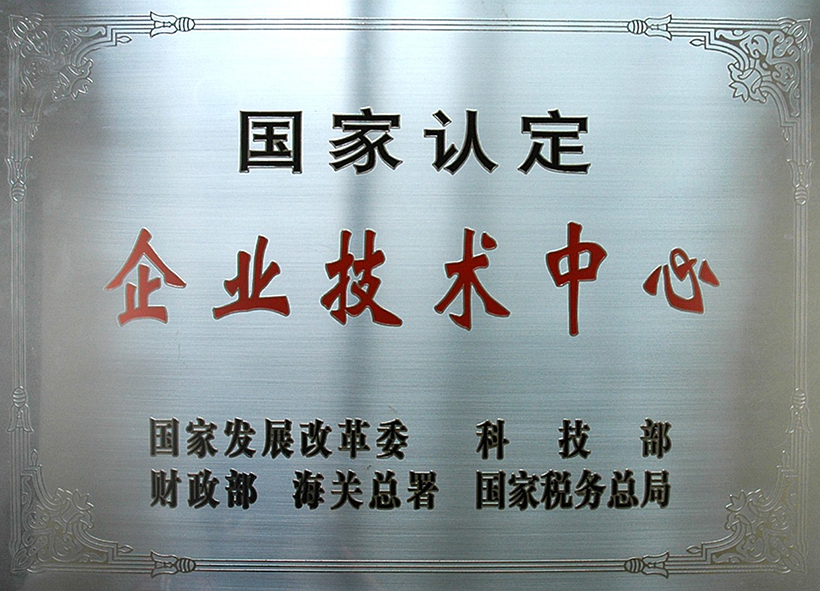 国家认定
企业技术中心
国家发展改革委 科技部
财政部 海关总署 国家税务总局